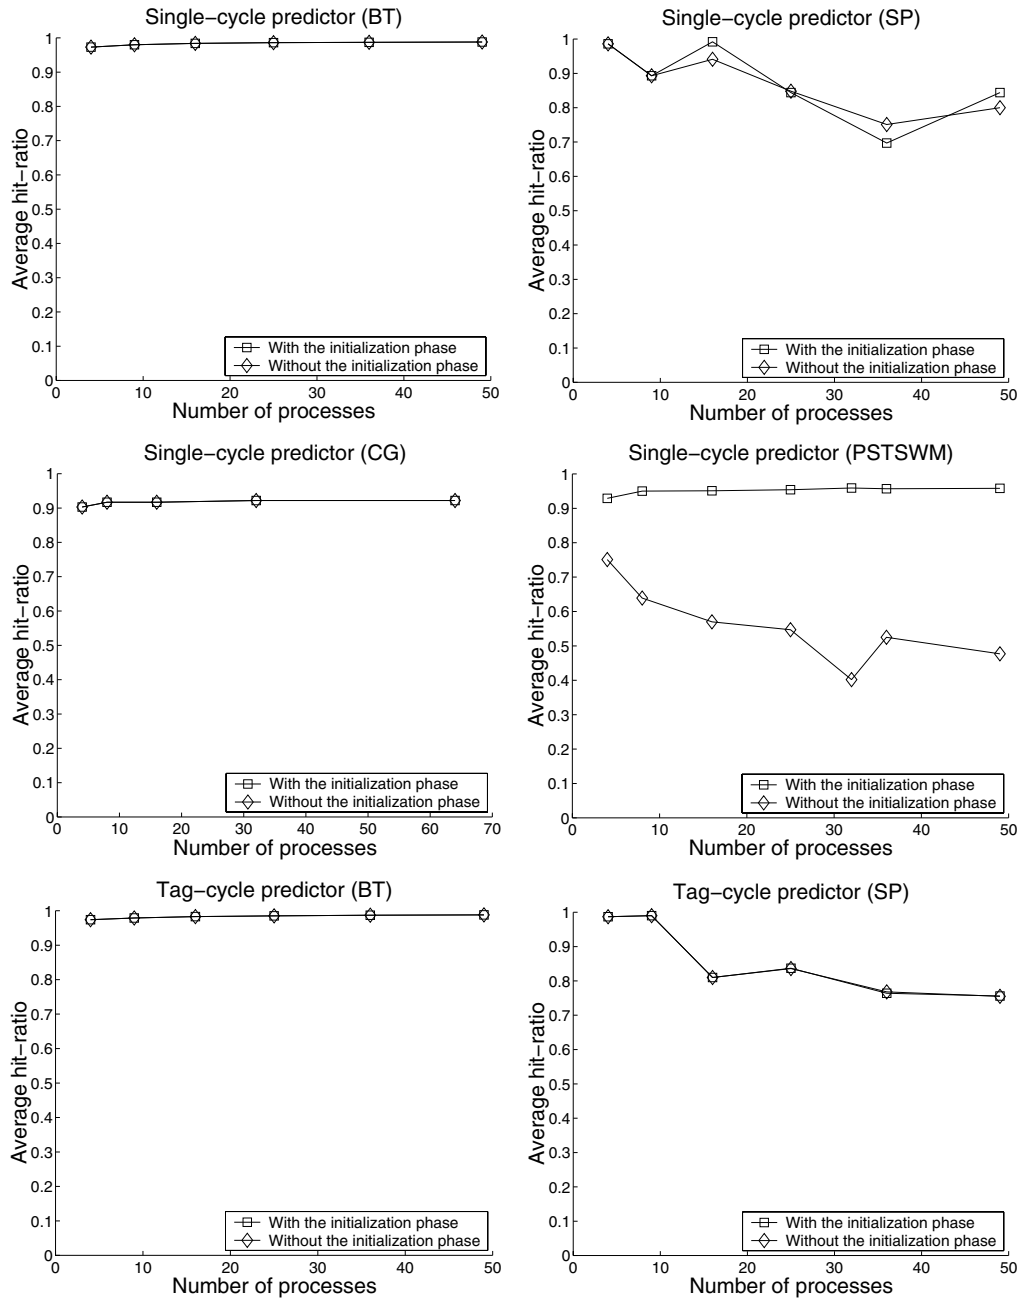 Single-cycle predictor (BT)
1
0.9
0.8
0.7
0.6
0.5
0.4
0.3
0.2
0.1
0
Average hit-ratio
With the initialization phase
Without the initialization phase
0 10 20 30 40 50
Number of processes
Single-cycle predictor (SP)
1
0.9
0.8
0.7
0.6
0.5
0.4
0.3
0.2
0.1
0
Average hit-ratio
With the initialization phase
Without the initialization phase
0 10 20 30 40 50
Number of processes
Single-cycle predictor (CG)
1
0.9
0.8
0.7
0.6
0.5
0.4
0.3
0.2
0.1
0
Average hit-ratio
With the initialization phase
Without the initialization phase
0 10 20 30 40 50 60 70
Number of processes
Single-cycle predictor (PSTSWM)
1
0.9
0.8
0.7
0.6
0.5
0.4
0.3
0.2
0.1
0
Average hit-ratio
With the initialization phase
Without the initialization phase
0 10 20 30 40 50
Number of processes
Tag-cycle predictor (BT)
1
0.9
0.8
0.7
0.6
0.5
0.4
0.3
0.2
0.1
0
Average hit-ratio
With the initialization phase
Without the initialization phase
0 10 20 30 40 50
Number of processes
Tag-cycle predictor (SP)
1
0.9
0.8
0.7
0.6
0.5
0.4
0.3
0.2
0.1
0
Average hit-ratio
With the initialization phase
Without the initialization phase
0 10 20 30 40 50
Number of processes